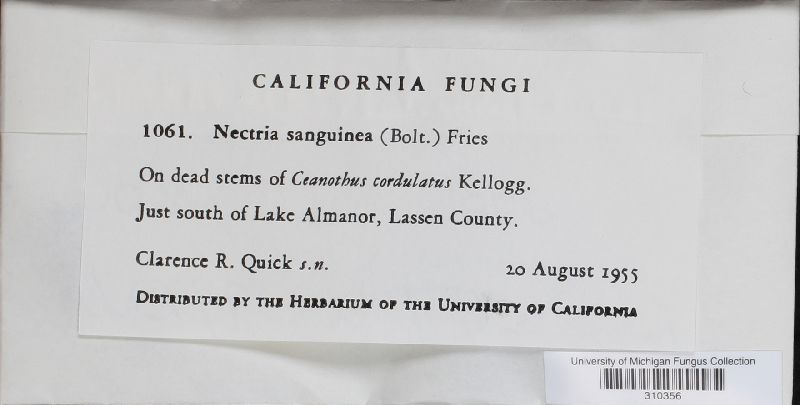 CALIFORNIA FUNGI
1061. Nectria sanguinea (Bolt.) Fries
On dead stems of Ceanothus cordulatus Kellogg.
Just south of Lake Almanor, Lassen County.
Clarence R. Quick s.n. 20 August 1955
DISTRIBUTED BY THE HERBARIUM OF THE UNIVERSITY OF CALIFORNIA
University of Michigan Fungus Collection
310356